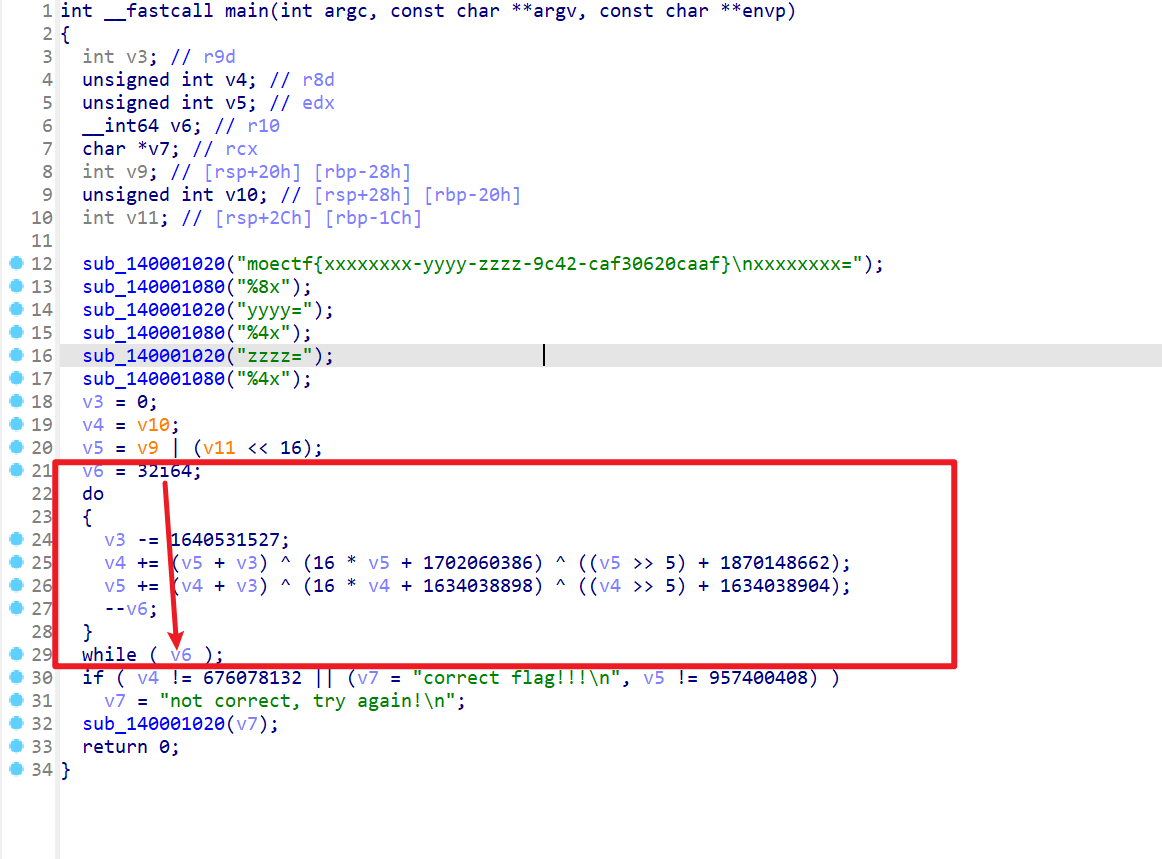 1 int __fastcall main(int argc, const char **argv, const char **envp)
2 {
3   int v3; // r9d
4   unsigned int v4; // r8d
5   unsigned int v5; // edx
6   __int64 v6; // r10
7   char *v7; // rcx
8   int v9; // [rsp+20h] [rbp-28h]
9   unsigned int v10; // [rsp+28h] [rbp-20h]
10   int v11; // [rsp+2Ch] [rbp-1Ch]
11
12   sub_140001020("moectf{xxxxxxxx-yyyy-zzzz-9c42-caf30620caaf}\nxxxxxxxx=");
13   sub_140001080("%8x");
14   sub_140001020("yyyy=");
15   sub_140001080("%4x");
16   sub_140001020("zzzz=");
17   sub_140001080("%4x");
18   v3 = 0;
19   v4 = v10;
20   v5 = v9 | (v11 << 16);
21   v6 = 32i64;
22   do
23   {
24     v3 -= 1640531527;
25     v4 += (v5 + v3) ^ (16 * v5 + 1702060386) ^ ((v5 >> 5) + 1870148662);
26     v5 += (v4 + v3) ^ (16 * v4 + 1634038898) ^ ((v4 >> 5) + 1634038904);
27     --v6;
28   }
29   while ( v6 );
30   if ( v4 != 676078132 || (v7 = "correct flag!!!\n", v5 != 957400408) )
31     v7 = "not correct, try again!\n";
32   sub_140001020(v7);
33   return 0;
34 }